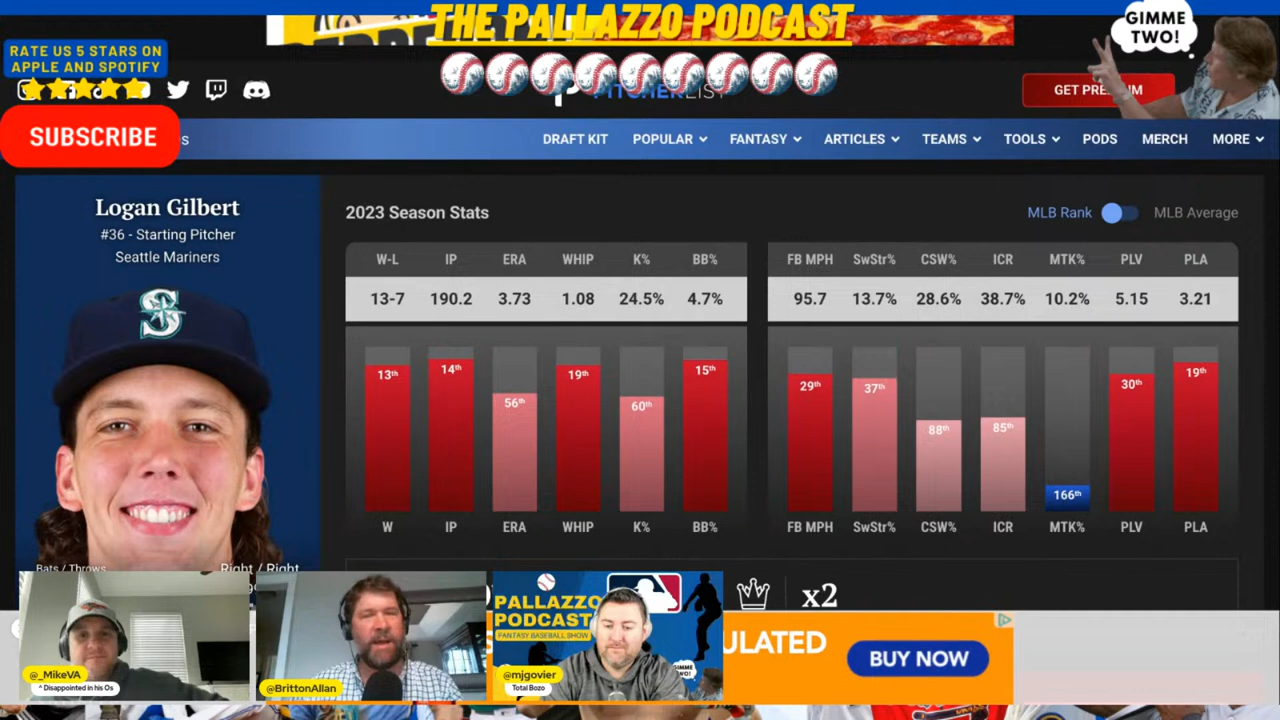 THE PALLAZZO PODCAST
GIMME
TWO!
RATE US 5 STARS ON
APPLE AND SPOTIFY
GET PREMIUM
SUBSCRIBE
DRAFT KIT POPULAR FANTASY ARTICLES TEAMS TOOLS PODS MERCH MORE
Logan Gilbert
#36 - Starting Pitcher
Seattle Mariners
2023 Season Stats
MLB Rank MLB Average
W-L IP ERA WHIP K% BB%
13-7 190.2 3.73 1.08 24.5% 4.7%
FB MPH SwStr% CSW% ICR MTK% PLV PLA
95.7 13.7% 28.6% 38.7% 10.2% 5.15 3.21
13th 14th 56th 19th 60th 15th
29th 37th 88th 85th 166th 30th 19th
W IP ERA WHIP K% BB%
FB MPH SwStr% CSW% ICR MTK% PLV PLA
Bats / Throws Right / Right
x2
PALLAZZO
PODCAST
FANTASY BASEBALL SHOW
GIMME
TWO!
ULATED
BUY NOW
@_MikeVA
^ Disappointed in his Os
@BrittonAllan
@mjgovier
Total Bozo